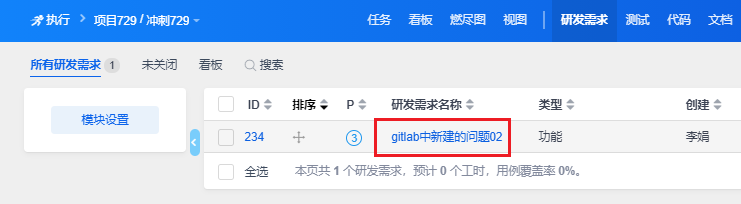 执行 项目729 / 冲刺729 任务 看板 燃尽图 视图 研发需求 测试 代码 文档
所有研发需求 1 未关闭 看板 搜索
模块设置
ID 排序 P 研发需求名称 类型 创建
234 3 gitlab中新建的问题02 功能 李娟
全选 本页共 1 个研发需求，预计 0 个工时，用例覆盖率 0%。